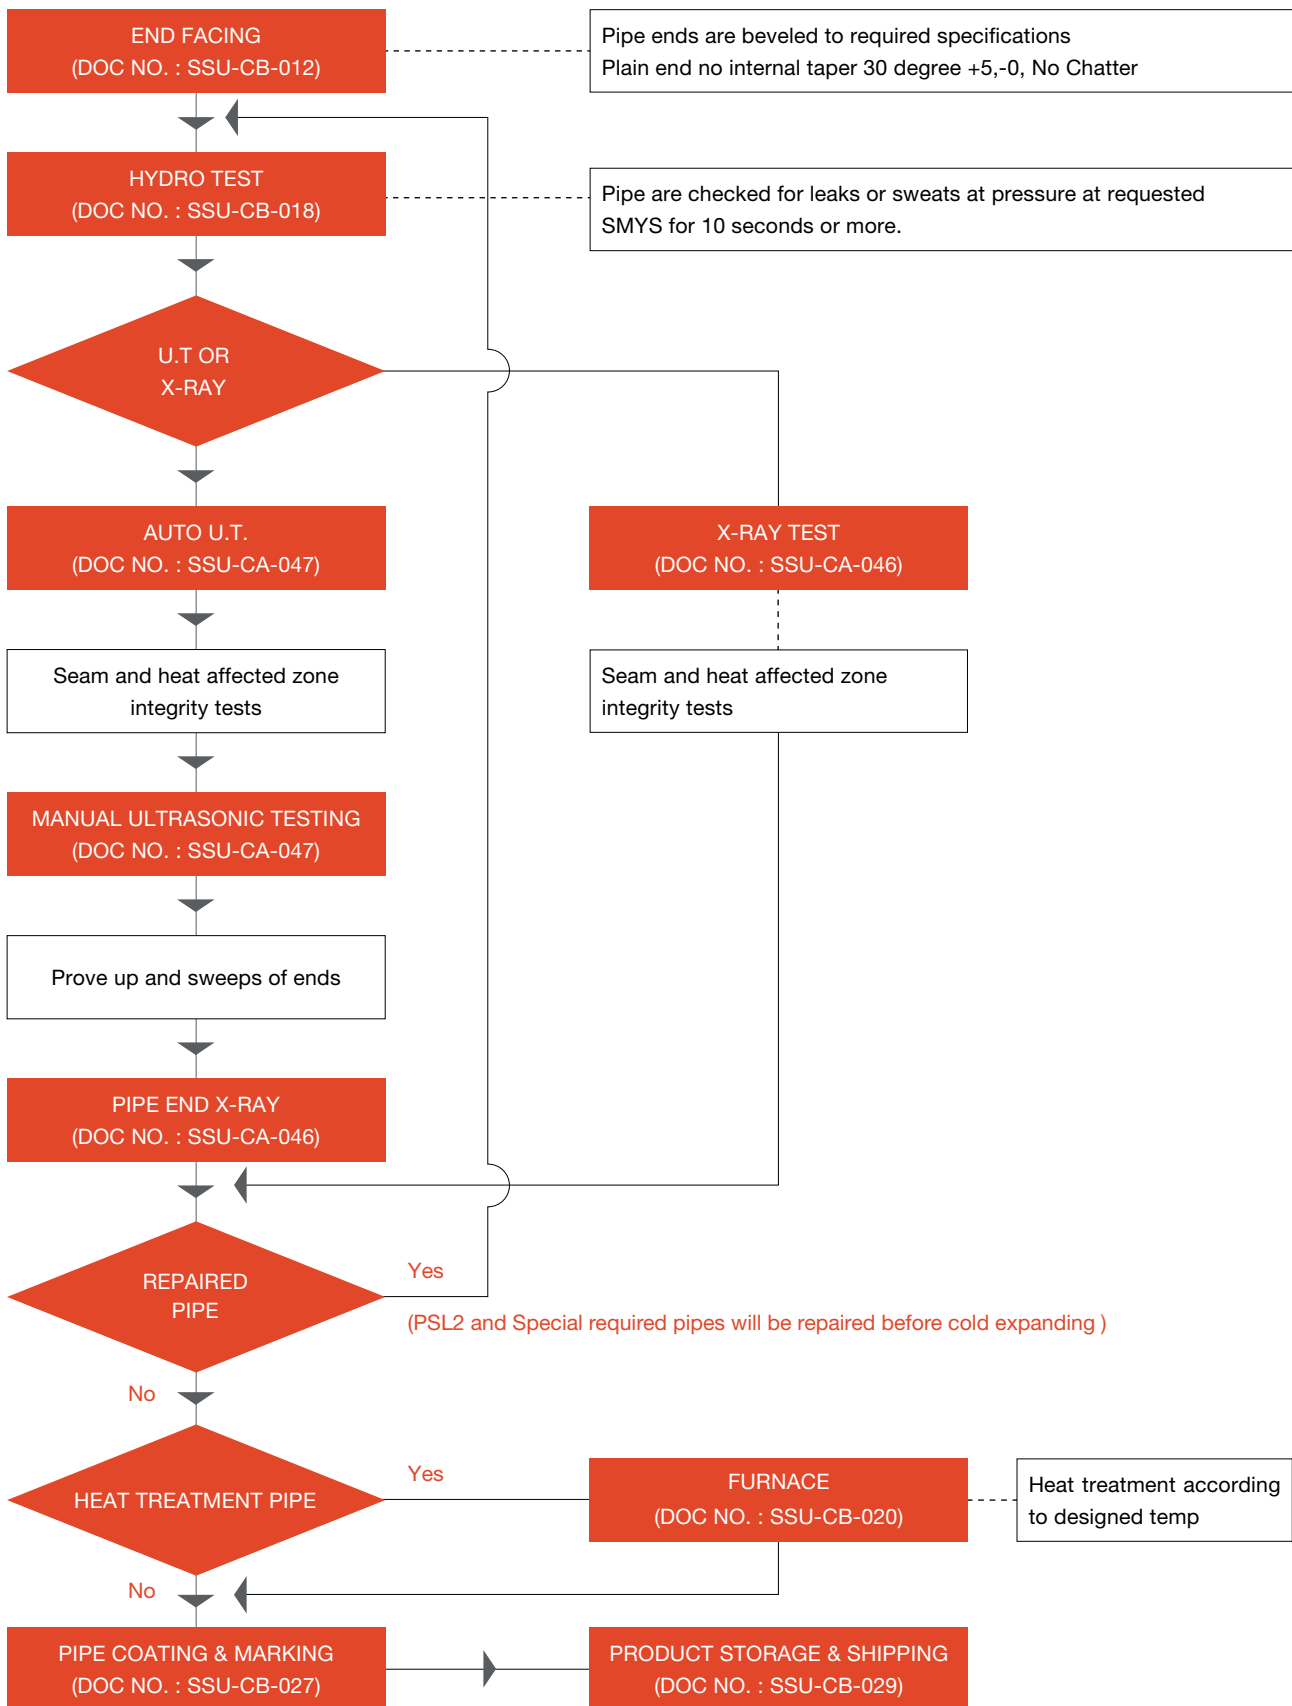 END FACING
(DOC NO. : SSU-CB-012)
Pipe ends are beveled to required specifications
Plain end no internal taper 30 degree +5,-0, No Chatter
HYDRO TEST
(DOC NO. : SSU-CB-018)
Pipe are checked for leaks or sweats at pressure at requested
SMYS for 10 seconds or more.
U.T OR
X-RAY
AUTO U.T.
(DOC NO. : SSU-CA-047)
X-RAY TEST
(DOC NO. : SSU-CA-046)
Seam and heat affected zone
integrity tests
Seam and heat affected zone
integrity tests
MANUAL ULTRASONIC TESTING
(DOC NO. : SSU-CA-047)
Prove up and sweeps of ends
PIPE END X-RAY
(DOC NO. : SSU-CA-046)
REPAIRED
PIPE
Yes
(PSL2 and Special required pipes will be repaired before cold expanding )
No
HEAT TREATMENT PIPE
Yes
FURNACE
(DOC NO. : SSU-CB-020)
Heat treatment according
to designed temp
No
PIPE COATING & MARKING
(DOC NO. : SSU-CB-027)
PRODUCT STORAGE & SHIPPING
(DOC NO. : SSU-CB-029)